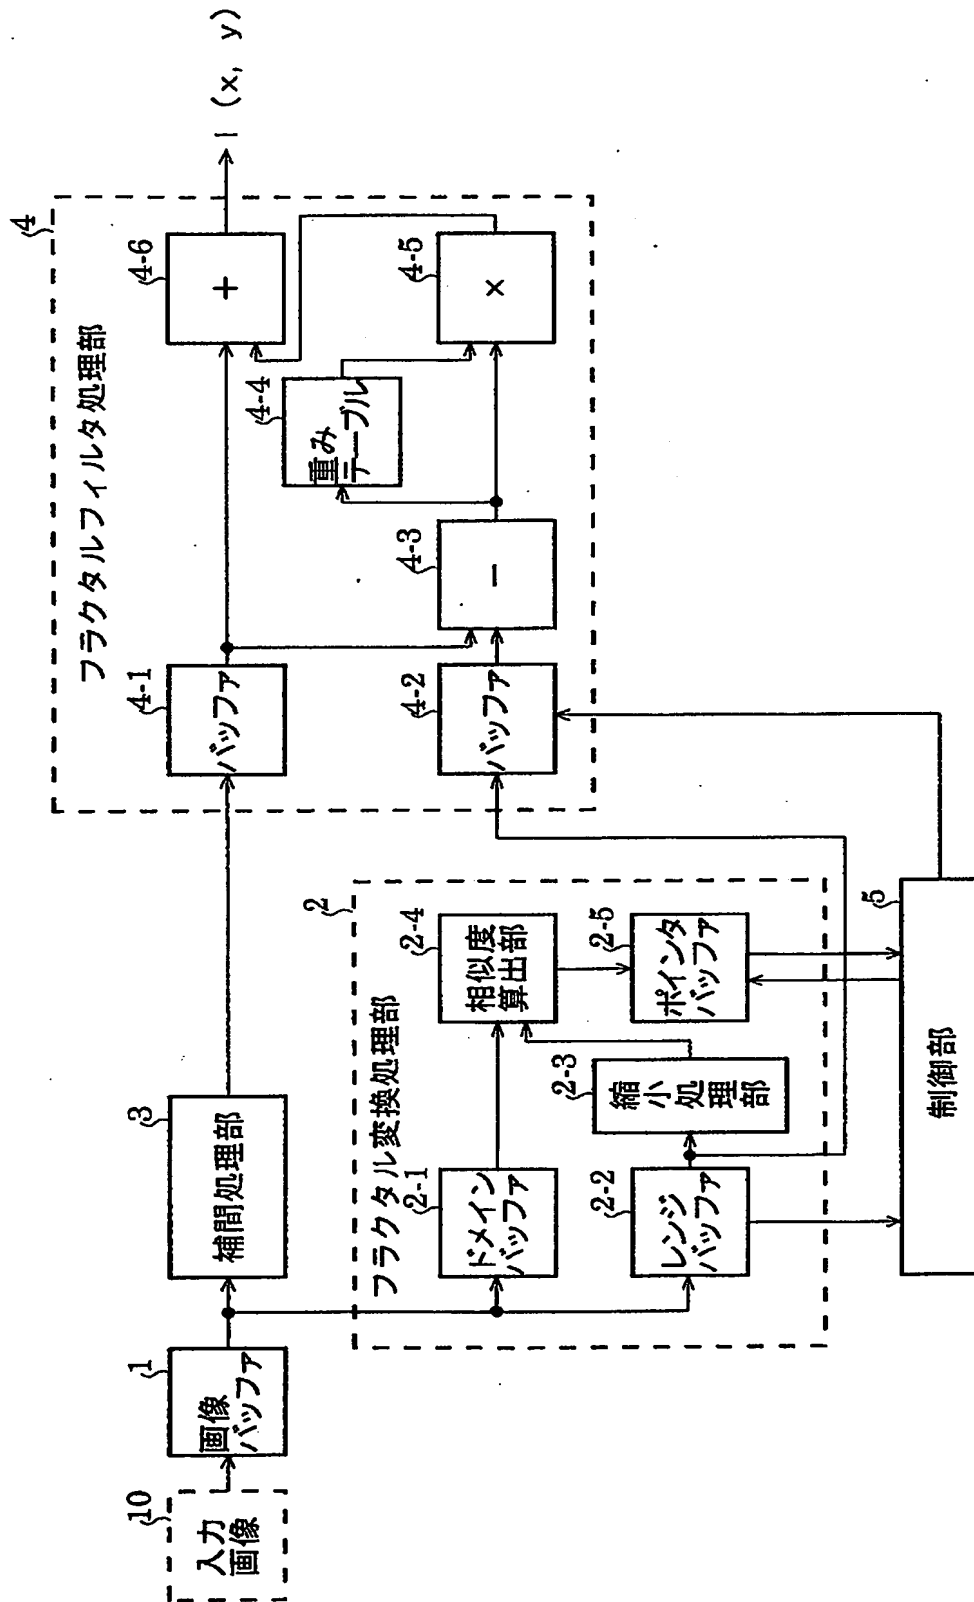 10
入力
画像
1
画像
バッファ
3
補間処理部
2
フラクタル変換処理部
2-1
ドメイン
バッファ
2-2
レンジ
バッファ
2-3
縮小処理部
2-4
相似度
算出部
2-5
ポインタ
バッファ
5
制御部
4
フラクタルフィルタ処理部
4-1
バッファ
4-2
バッファ
4-3
−
4-4
重み
テーブル
4-5
×
4-6
+
I (x, y)